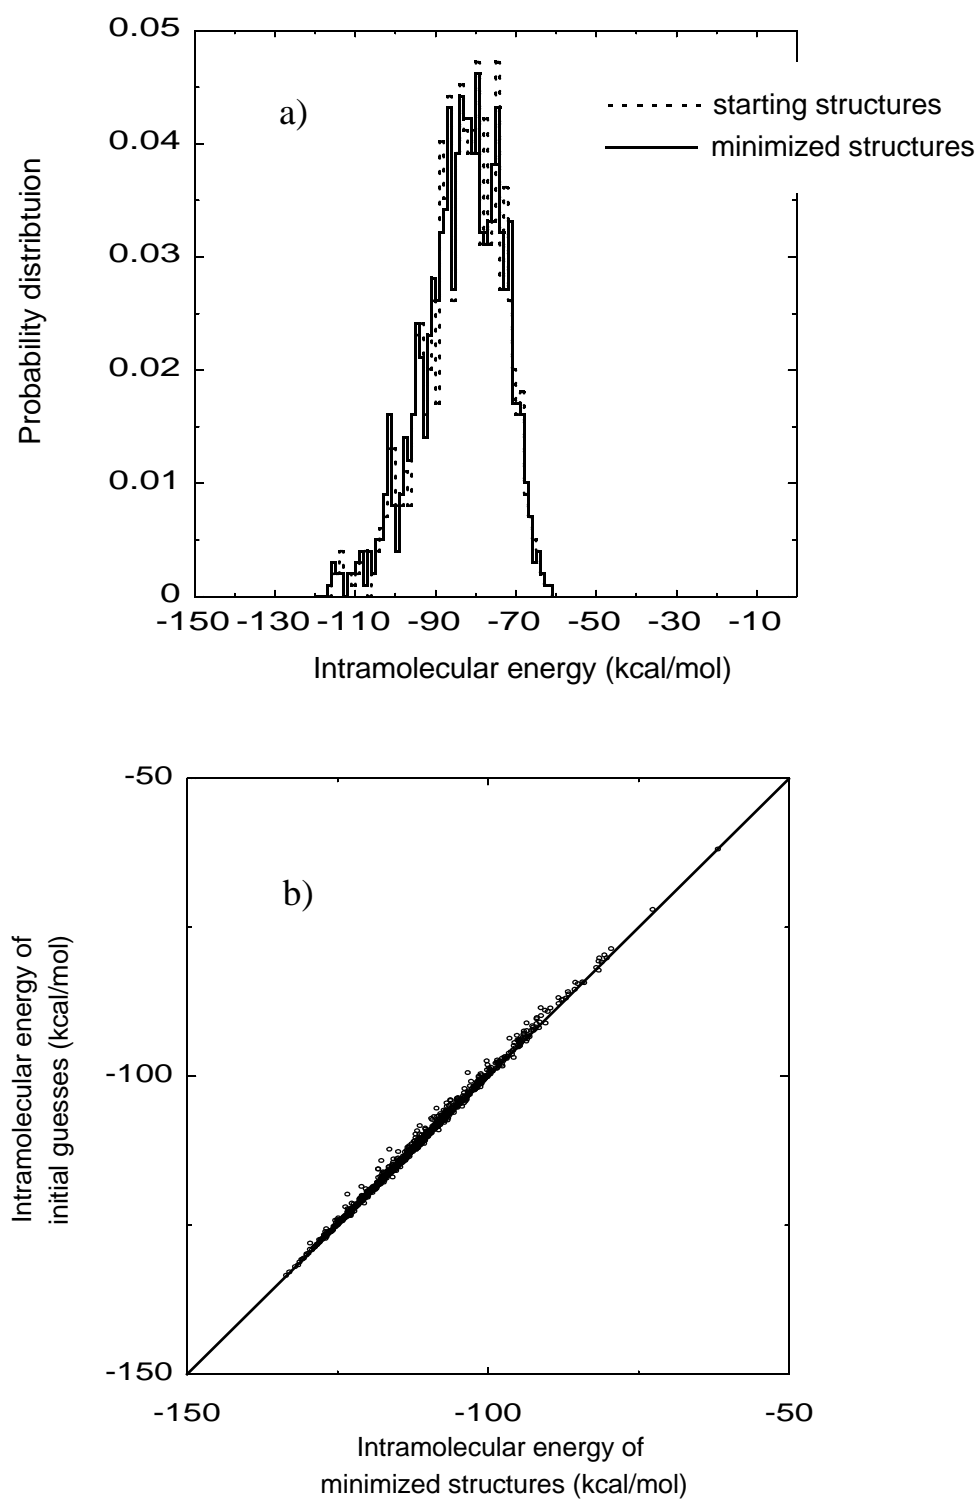 0.05
0.04
0.03
0.02
0.01
0
Probability distribtuion
a)
starting structures
minimized structures
-150 -130 -110 -90 -70 -50 -30 -10
Intramolecular energy (kcal/mol)
-50
-100
-150
Intramolecular energy of
initial guesses (kcal/mol)
b)
-150 -100 -50
Intramolecular energy of
minimized structures (kcal/mol)